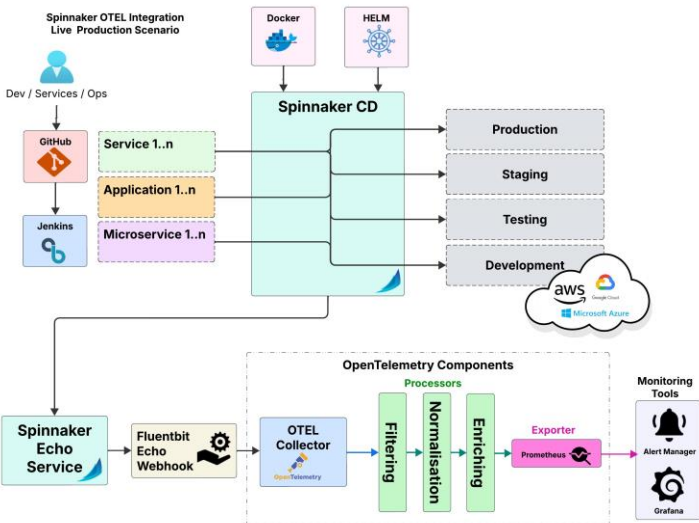 Spinnaker OTEL Integration
Live Production Scenario
Docker
HELM
Dev / Services / Ops
Spinnaker CD
GitHub
Service 1..n
Production
Application 1..n
Staging
Jenkins
Microservice 1..n
Testing
Development
aws
Google Cloud
Microsoft Azure
OpenTelemetry Components
Processors
Monitoring
Tools
Spinnaker
Echo
Service
Fluentbit
Echo
Webhook
OTEL
Collector
OpenTelemetry
Filtering
Normalisation
Enriching
Exporter
Prometheus
Alert Manager
Grafana